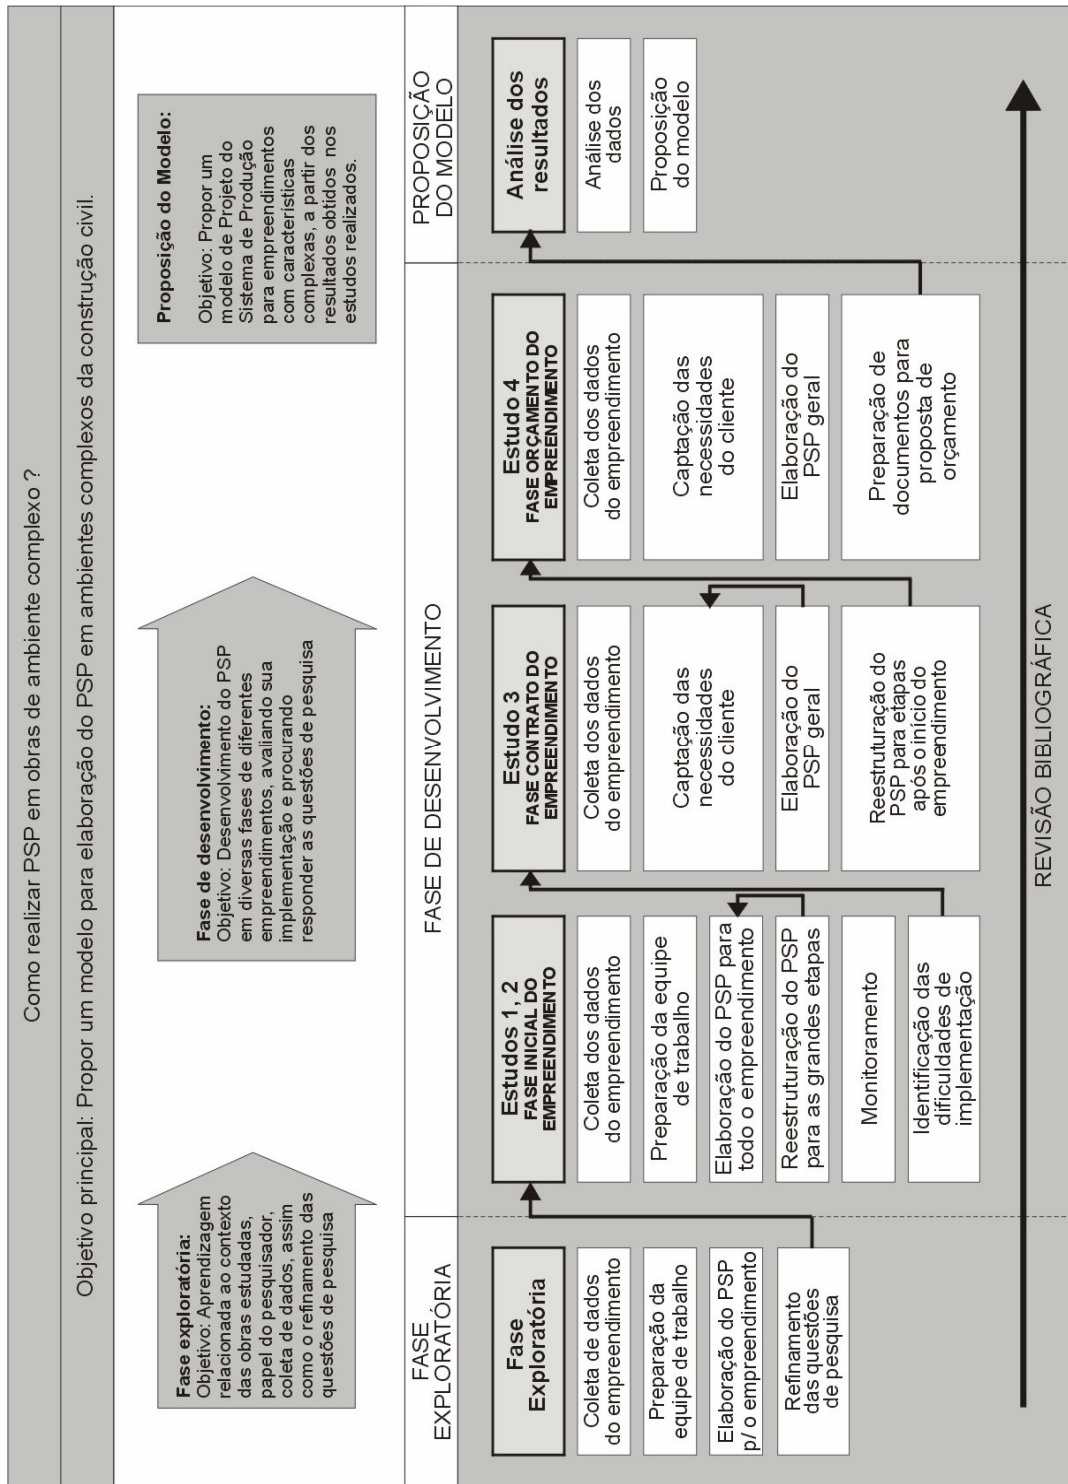 Como realizar PSP em obras de ambiente complexo ?
Objetivo principal: Propor um modelo para elaboração do PSP em ambientes complexos da construção civil.
Fase exploratória:
Objetivo: Aprendizagem
relacionada ao contexto
das obras estudadas,
papel do pesquisador,
coleta de dados, assim
como o refinamento das
questões de pesquisa
Fase de desenvolvimento:
Objetivo: Desenvolvimento do PSP
em diversas fases de diferentes
empreendimentos, avaliando sua
implementação e procurando
responder as questões de pesquisa
Proposição do Modelo:
Objetivo: Propor um
modelo de Projeto do
Sistema de Produção
para empreendimentos
com características
complexas, a partir dos
resultados obtidos nos
estudos realizados.
FASE
EXPLORATÓRIA
FASE DE DESENVOLVIMENTO
PROPOSIÇÃO
DO MODELO
Fase
Exploratória
Coleta de dados
do empreendimento
Preparação da
equipe de trabalho
Elaboração do PSP
p/ o empreendimento
Refinamento
das questões
de pesquisa
Estudos 1, 2
FASE INICIAL DO
EMPREENDIMENTO
Coleta dos dados
do empreendimento
Preparação da equipe
de trabalho
Elaboração do PSP para
todo o empreendimento
Reestruturação do PSP
para as grandes etapas
Monitoramento
Identificação das
dificuldades de
implementação
Estudo 3
FASE CONTRATO DO
EMPREENDIMENTO
Coleta dos dados
do empreendimento
Captação das
necessidades
do cliente
Elaboração do
PSP geral
Reestruturação do
PSP para etapas
após o início do
empreendimento
Estudo 4
FASE ORÇAMENTO DO
EMPREENDIMENTO
Coleta dos dados
do empreendimento
Captação das
necessidades
do cliente
Elaboração do
PSP geral
Preparação de
documentos para
proposta de
orçamento
Análise dos
resultados
Análise dos
dados
Proposição
do modelo
REVISÃO BIBLIOGRÁFICA